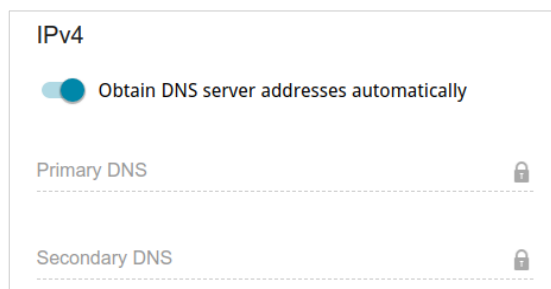 IPv4
Obtain DNS server addresses automatically
Primary DNS
Secondary DNS